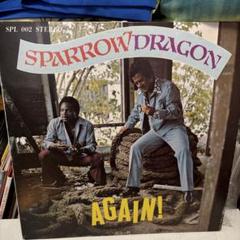 SPL 002 STEREO
SPARROW DRAGON
AGAIN!